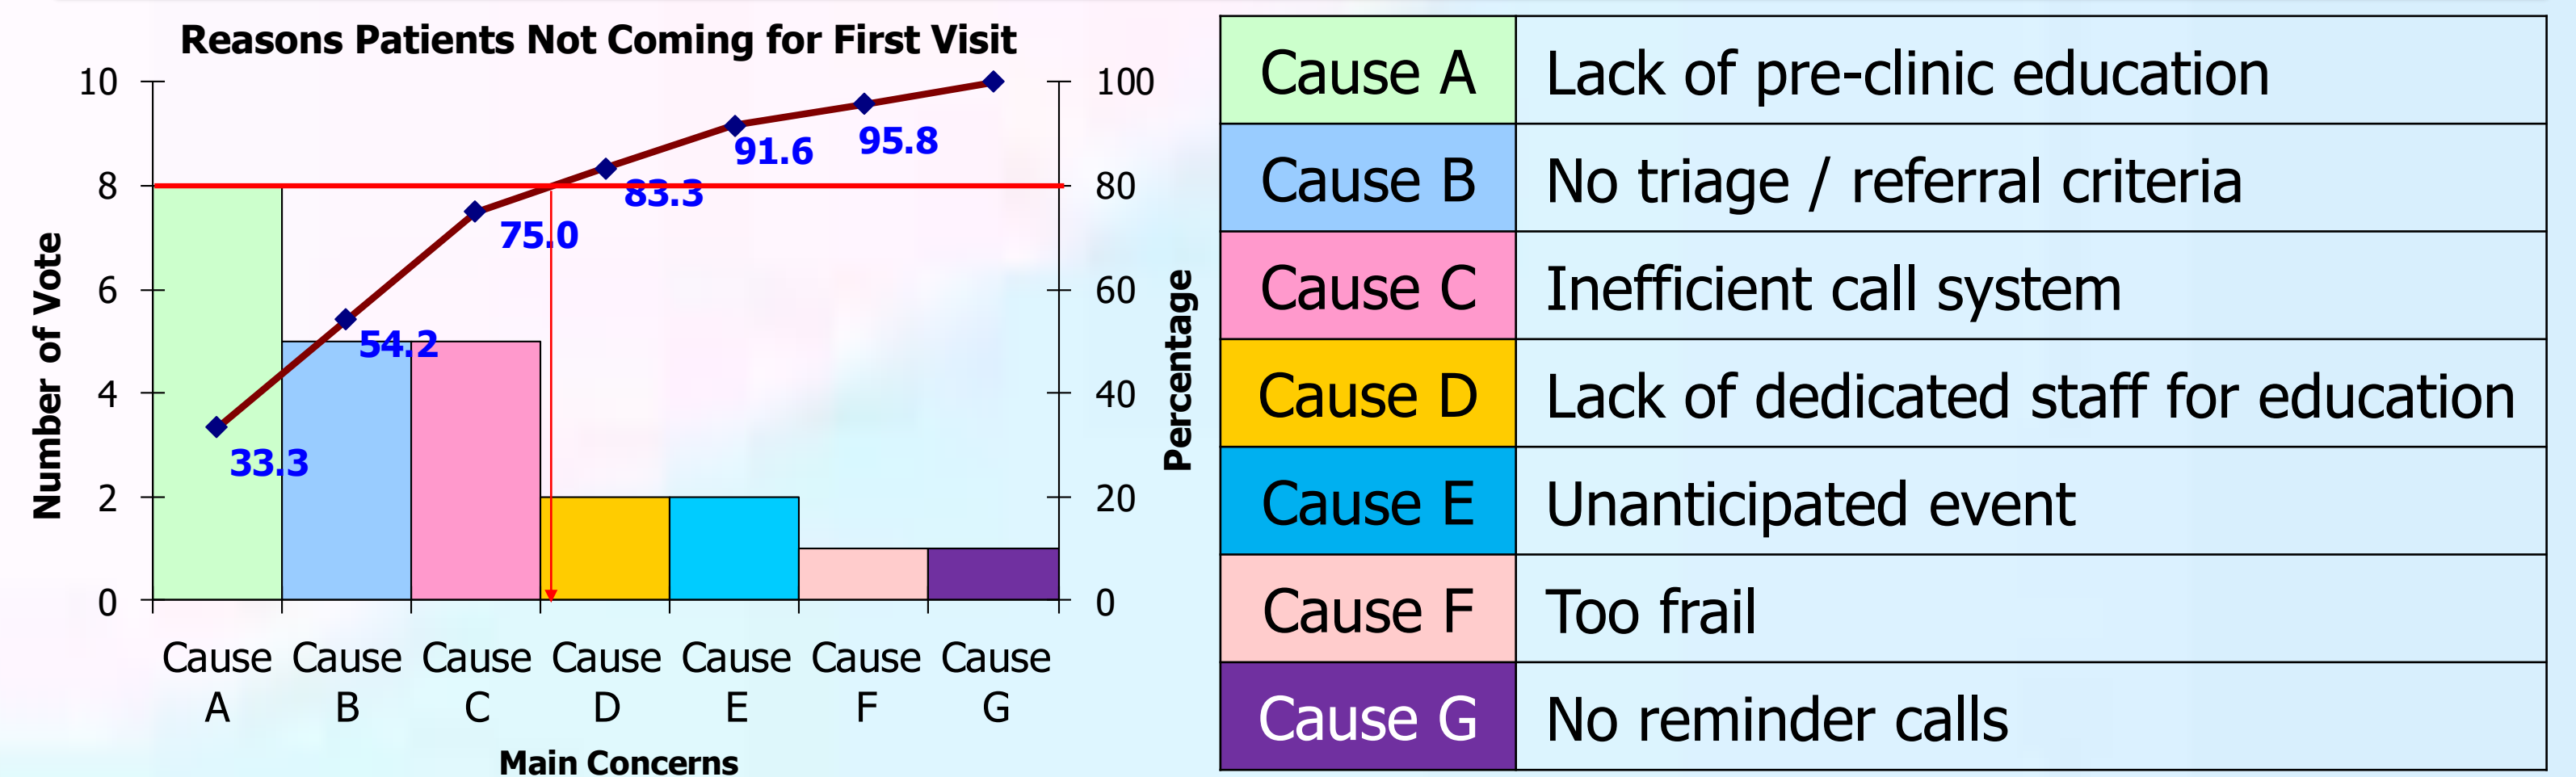 Reasons Patients Not Coming for First Visit
10
8
6
4
2
0
Number of Vote
100
80
60
40
20
0
Percentage
33.3
54.2
75.0
83.3
91.6
95.8
Cause A
Cause B
Cause C
Cause D
Cause E
Cause F
Cause G
Main Concerns
Cause A Lack of pre-clinic education
Cause B No triage / referral criteria
Cause C Inefficient call system
Cause D Lack of dedicated staff for education
Cause E Unanticipated event
Cause F Too frail
Cause G No reminder calls